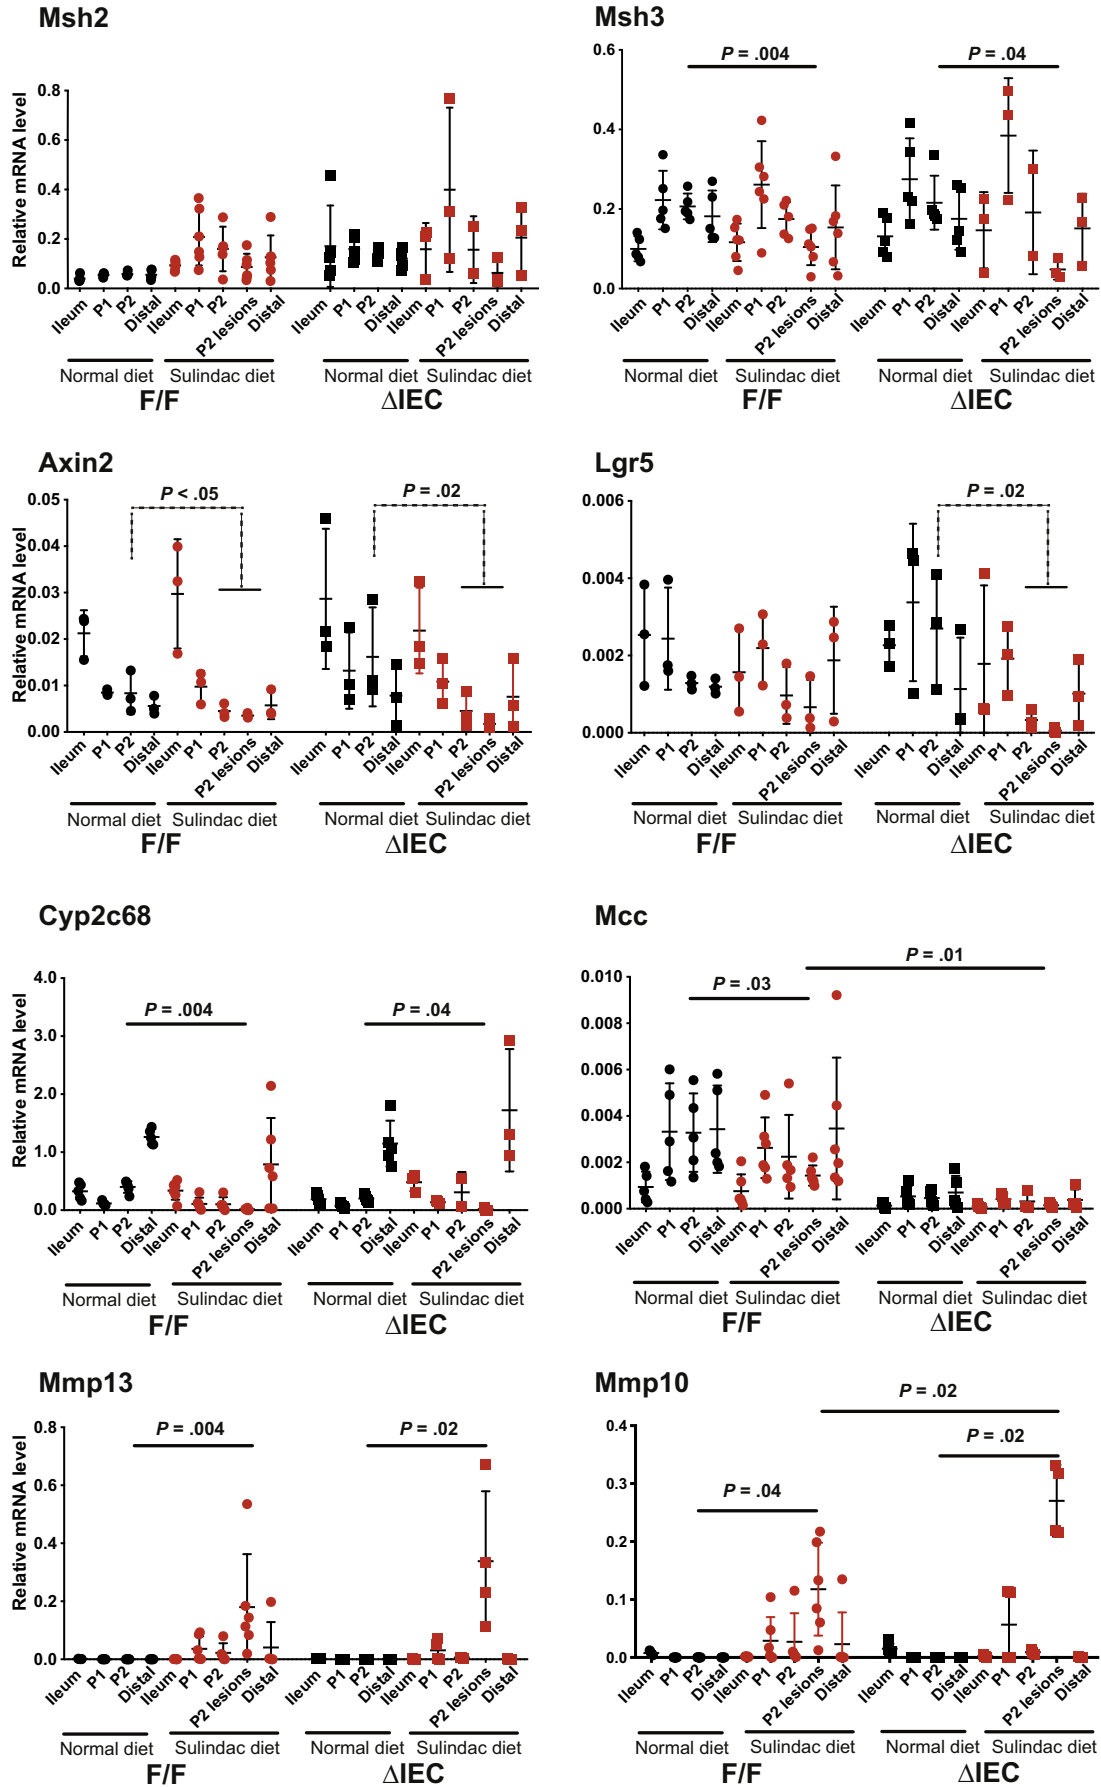 Msh2
Relative mRNA level
0.8
0.6
0.4
0.2
0.0
Ileum P1 P2 Distal Ileum P1 P2 P2 lesions Distal Ileum P1 P2 Distal Ileum P1 P2 P2 lesions Distal
Normal diet Sulindac diet Normal diet Sulindac diet
F/F ΔIEC
Msh3
P = .004 P = .04
0.6
0.4
0.2
0.0
Ileum P1 P2 Distal Ileum P1 P2 P2 lesions Distal Ileum P1 P2 Distal Ileum P1 P2 P2 lesions Distal
Normal diet Sulindac diet Normal diet Sulindac diet
F/F ΔIEC
Axin2
P < .05 P = .02
Relative mRNA level
0.05
0.04
0.03
0.02
0.01
0.00
Ileum P1 P2 Distal Ileum P1 P2 P2 lesions Distal Ileum P1 P2 Distal Ileum P1 P2 P2 lesions Distal
Normal diet Sulindac diet Normal diet Sulindac diet
F/F ΔIEC
Lgr5
P = .02
0.006
0.004
0.002
0.000
Ileum P1 P2 Distal Ileum P1 P2 P2 lesions Distal Ileum P1 P2 Distal Ileum P1 P2 P2 lesions Distal
Normal diet Sulindac diet Normal diet Sulindac diet
F/F ΔIEC
Cyp2c68
P = .004 P = .04
Relative mRNA level
4.0
3.0
2.0
1.0
0.0
Ileum P1 P2 Distal Ileum P1 P2 P2 lesions Distal Ileum P1 P2 Distal Ileum P1 P2 P2 lesions Distal
Normal diet Sulindac diet Normal diet Sulindac diet
F/F ΔIEC
Mcc
P = .01
P = .03
0.010
0.008
0.006
0.004
0.002
0.000
Ileum P1 P2 Distal Ileum P1 P2 P2 lesions Distal Ileum P1 P2 Distal Ileum P1 P2 P2 lesions Distal
Normal diet Sulindac diet Normal diet Sulindac diet
F/F ΔIEC
Mmp13
P = .004 P = .02
Relative mRNA level
0.8
0.6
0.4
0.2
0.0
Ileum P1 P2 Distal Ileum P1 P2 P2 lesions Distal Ileum P1 P2 Distal Ileum P1 P2 P2 lesions Distal
Normal diet Sulindac diet Normal diet Sulindac diet
F/F ΔIEC
Mmp10
P = .02
P = .02
P = .04
0.4
0.3
0.2
0.1
0.0
Ileum P1 P2 Distal Ileum P1 P2 P2 lesions Distal Ileum P1 P2 Distal Ileum P1 P2 P2 lesions Distal
Normal diet Sulindac diet Normal diet Sulindac diet
F/F ΔIEC